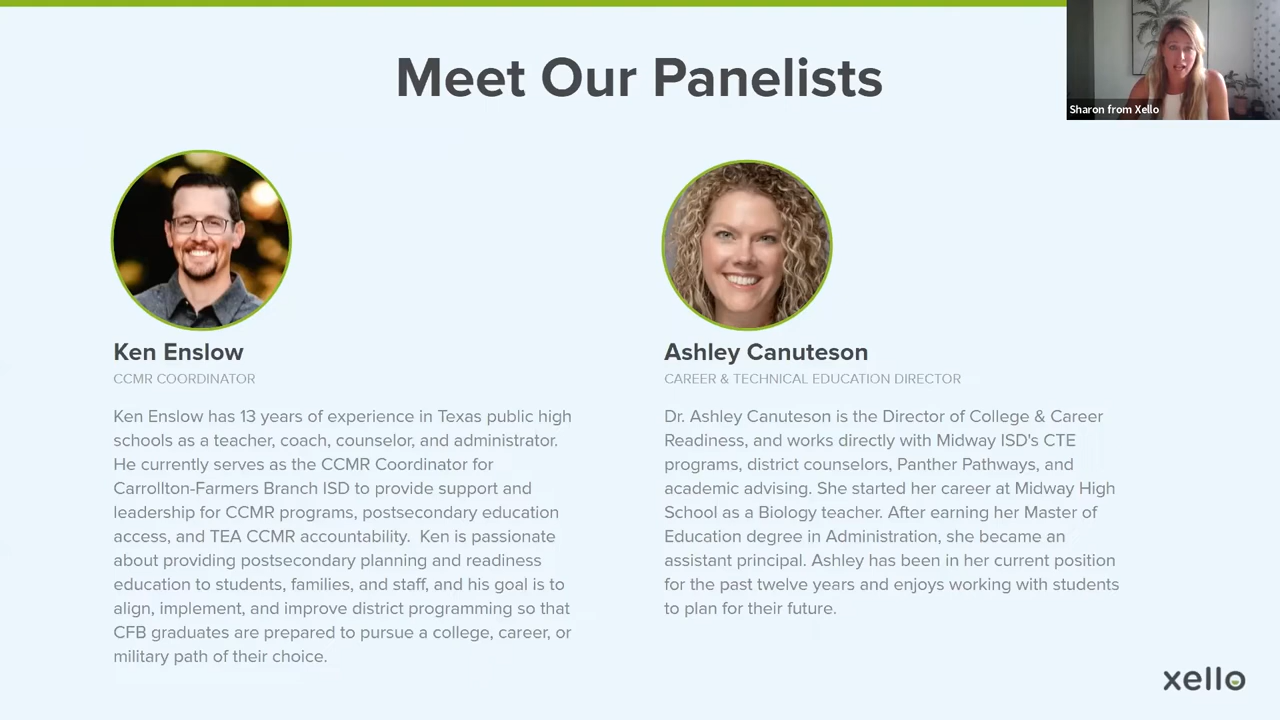 Meet Our Panelists
Sharon from Xello
Ken Enslow
CCMR COORDINATOR
Ken Enslow has 13 years of experience in Texas public high
schools as a teacher, coach, counselor, and administrator.
He currently serves as the CCMR Coordinator for
Carrollton-Farmers Branch ISD to provide support and
leadership for CCMR programs, postsecondary education
access, and TEA CCMR accountability.  Ken is passionate
about providing postsecondary planning and readiness
education to students, families, and staff, and his goal is to
align, implement, and improve district programming so that
CFB graduates are prepared to pursue a college, career, or
military path of their choice.
Ashley Canuteson
CAREER & TECHNICAL EDUCATION DIRECTOR
Dr. Ashley Canuteson is the Director of College & Career
Readiness, and works directly with Midway ISD's CTE
programs, district counselors, Panther Pathways, and
academic advising. She started her career at Midway High
School as a Biology teacher. After earning her Master of
Education degree in Administration, she became an
assistant principal. Ashley has been in her current position
for the past twelve years and enjoys working with students
to plan for their future.
xello